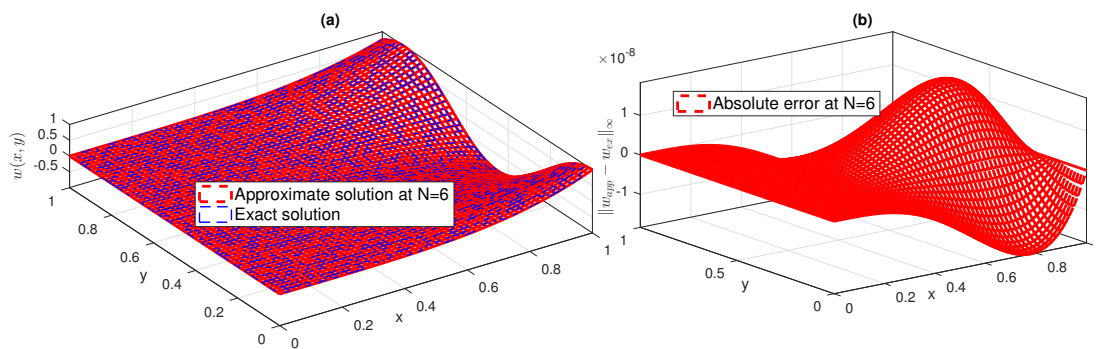 (a)
w(x, y)
1
0.5
0
-0.5
1
0.8
0.6
0.4
0.2
0
y
0
0.2
0.4
0.6
0.8
1
x
Approximate solution at N=6
Exact solution
(b)
×10⁻⁸
‖w_app − w_ex‖_∞
1
0
-1
1
0.5
0
y
0
0.2
0.4
0.6
0.8
x
Absolute error at N=6